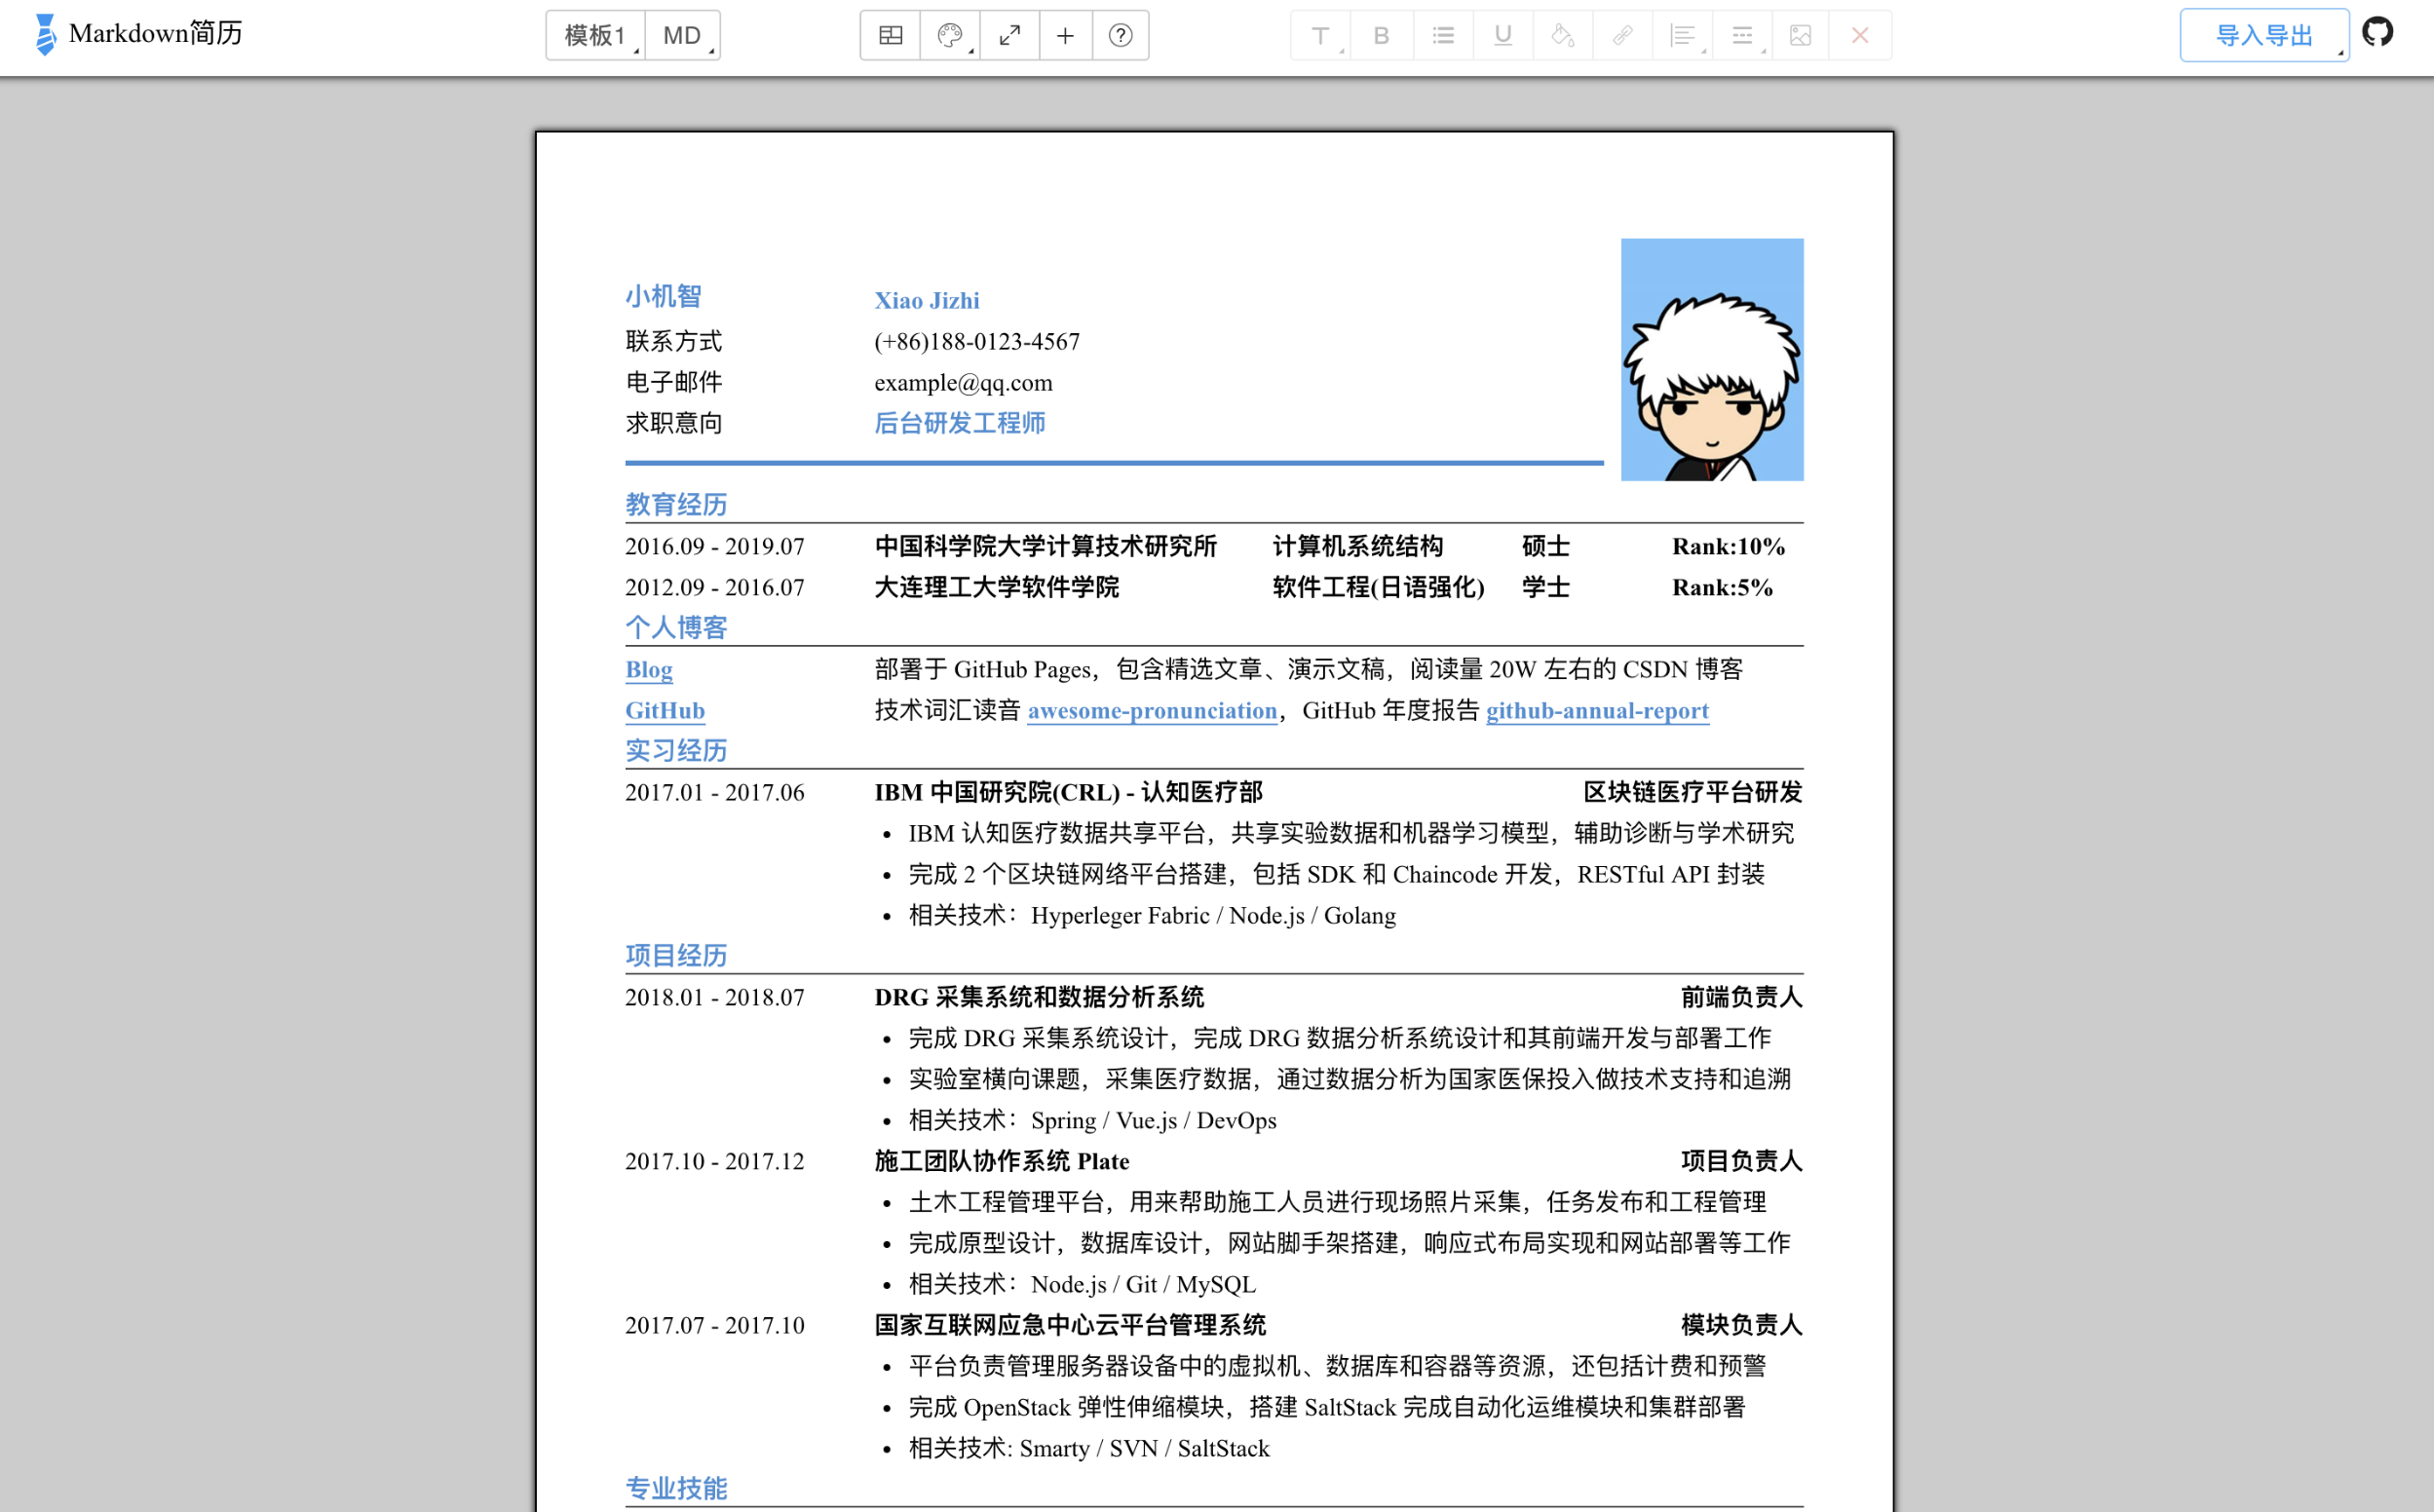 Markdown简历 模板1 MD 导入导出
小机智 Xiao Jizhi
联系方式 (+86)188-0123-4567
电子邮件 example@qq.com
求职意向 后台研发工程师
教育经历
2016.09 - 2019.07 中国科学院大学计算技术研究所 计算机系统结构 硕士 Rank:10%
2012.09 - 2016.07 大连理工大学软件学院 软件工程(日语强化) 学士 Rank:5%
个人博客
Blog 部署于 GitHub Pages，包含精选文章、演示文稿，阅读量 20W 左右的 CSDN 博客
GitHub 技术词汇读音 awesome-pronunciation，GitHub 年度报告 github-annual-report
实习经历
2017.01 - 2017.06 IBM 中国研究院(CRL) - 认知医疗部 区块链医疗平台研发
• IBM 认知医疗数据共享平台，共享实验数据和机器学习模型，辅助诊断与学术研究
• 完成 2 个区块链网络平台搭建，包括 SDK 和 Chaincode 开发，RESTful API 封装
• 相关技术：Hyperleger Fabric / Node.js / Golang
项目经历
2018.01 - 2018.07 DRG 采集系统和数据分析系统 前端负责人
• 完成 DRG 采集系统设计，完成 DRG 数据分析系统设计和其前端开发与部署工作
• 实验室横向课题，采集医疗数据，通过数据分析为国家医保投入做技术支持和追溯
• 相关技术：Spring / Vue.js / DevOps
2017.10 - 2017.12 施工团队协作系统 Plate 项目负责人
• 土木工程管理平台，用来帮助施工人员进行现场照片采集，任务发布和工程管理
• 完成原型设计，数据库设计，网站脚手架搭建，响应式布局实现和网站部署等工作
• 相关技术：Node.js / Git / MySQL
2017.07 - 2017.10 国家互联网应急中心云平台管理系统 模块负责人
• 平台负责管理服务器设备中的虚拟机、数据库和容器等资源，还包括计费和预警
• 完成 OpenStack 弹性伸缩模块，搭建 SaltStack 完成自动化运维模块和集群部署
• 相关技术: Smarty / SVN / SaltStack
专业技能